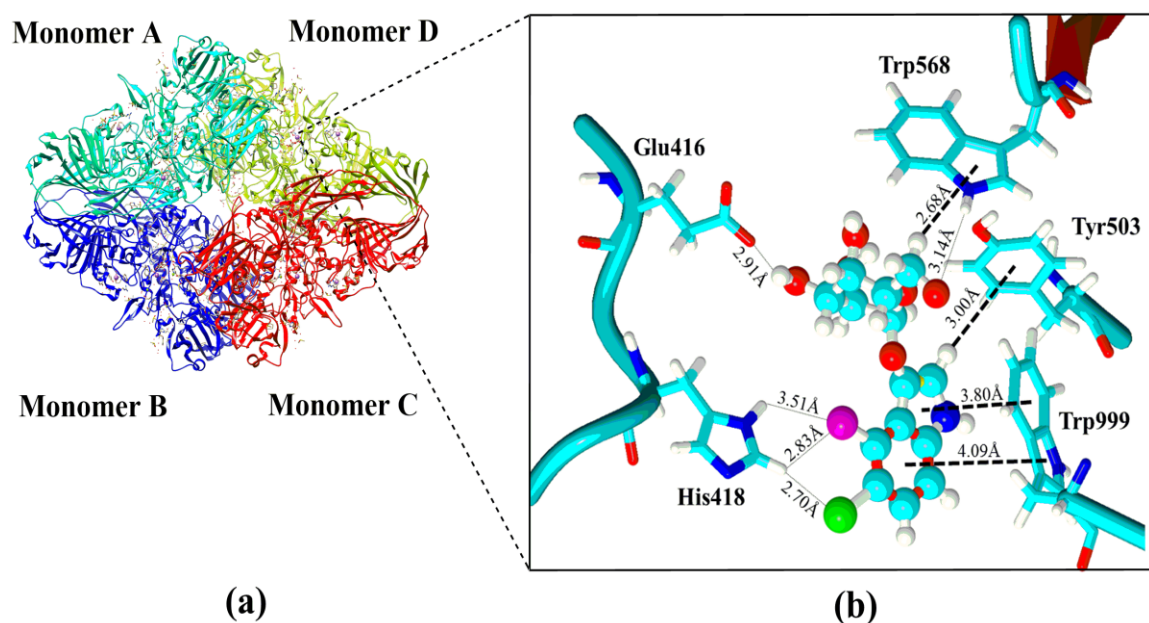 Monomer A
Monomer D
Monomer B
Monomer C
(a)
Trp568
Glu416
2.68Å
Tyr503
2.91Å
3.14Å
3.00Å
3.51Å
3.80Å
Trp999
2.83Å
4.09Å
His418
2.70Å
(b)